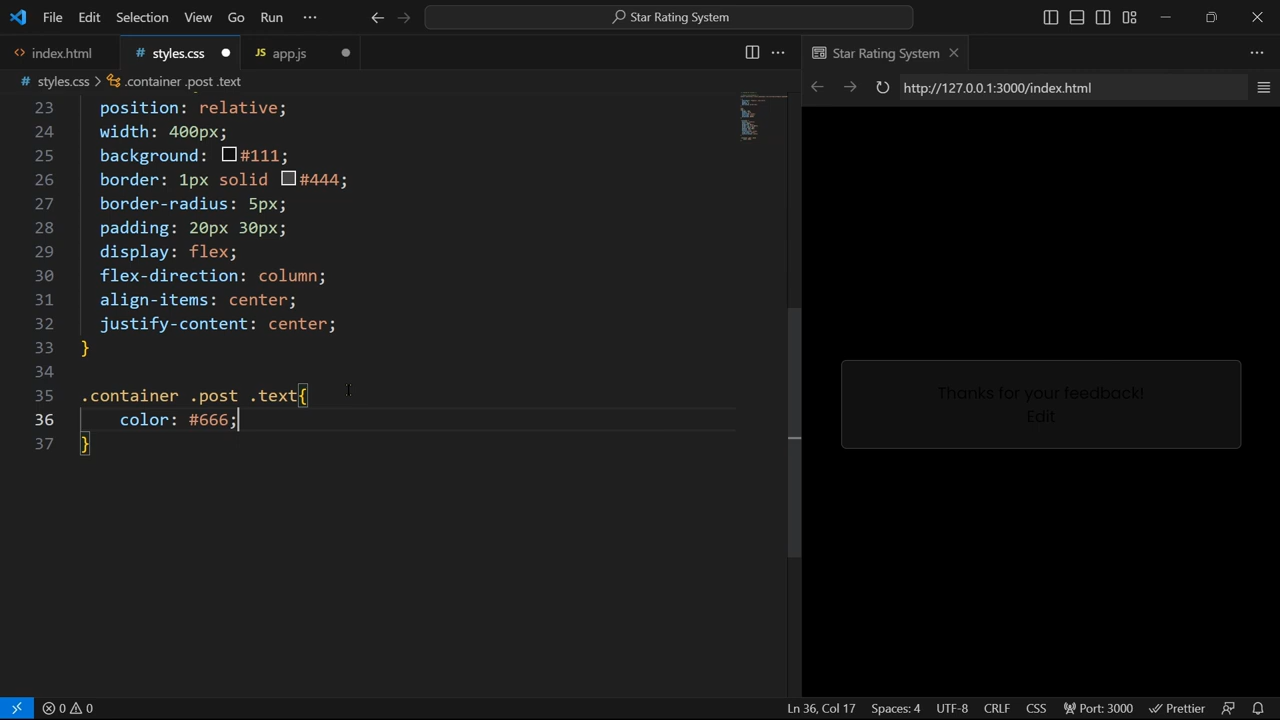 File Edit Selection View Go Run ··· Star Rating System
index.html # styles.css JS app.js
Star Rating System
# styles.css > .container .post .text
http://127.0.0.1:3000/index.html
23 position: relative;
24 width: 400px;
25 background: #111;
26 border: 1px solid #444;
27 border-radius: 5px;
28 padding: 20px 30px;
29 display: flex;
30 flex-direction: column;
31 align-items: center;
32 justify-content: center;
33 }
34
35 .container .post .text{
36 color: #666;
37 }
Thanks for your feedback!
Edit
0 0 Ln 36, Col 17 Spaces: 4 UTF-8 CRLF CSS Port: 3000 Prettier